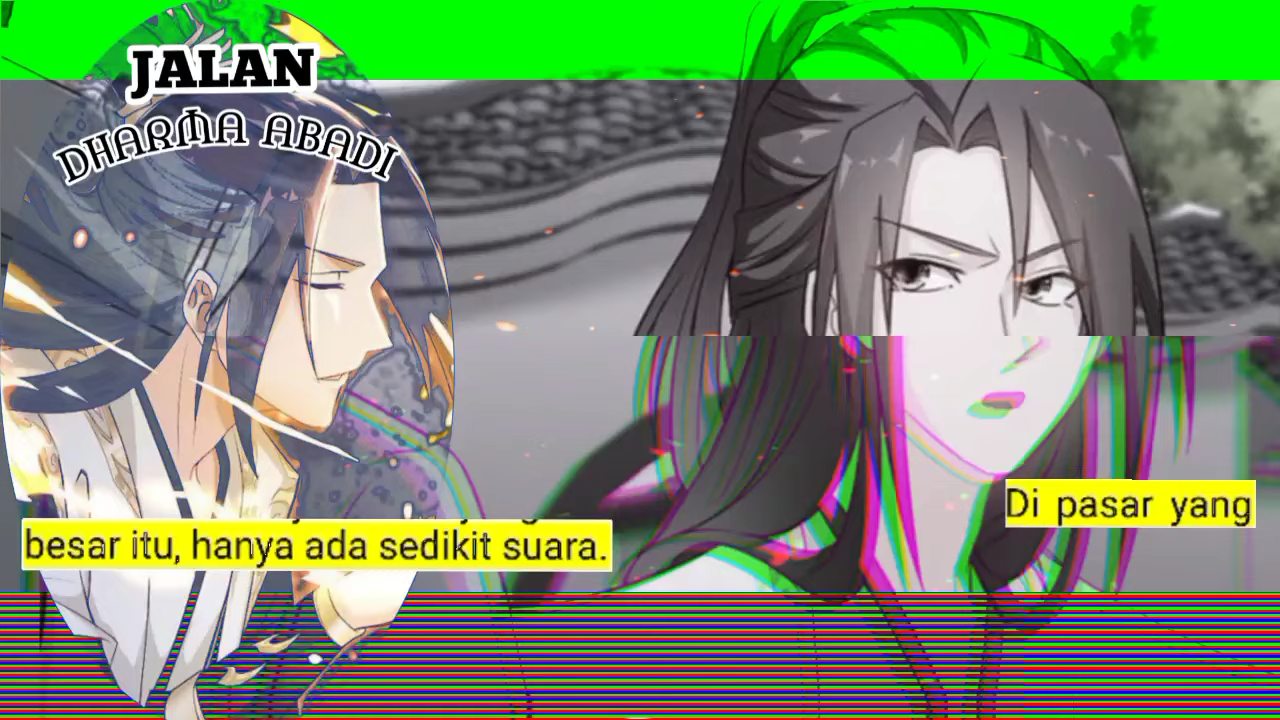 JALAN
DHARMA ABADI
Di pasar yang
besar itu, hanya ada sedikit suara.